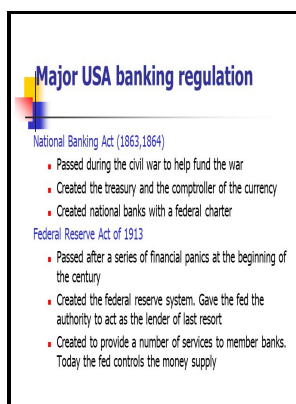 Major USA banking regulation
National Banking Act (1863,1864)
Passed during the civil war to help fund the war
Created the treasury and the comptroller of the currency
Created national banks with a federal charter
Federal Reserve Act of 1913
Passed after a series of financial panics at the beginning of
the century
Created the federal reserve system. Gave the fed the
authority to act as the lender of last resort
Created to provide a number of services to member banks.
Today the fed controls the money supply